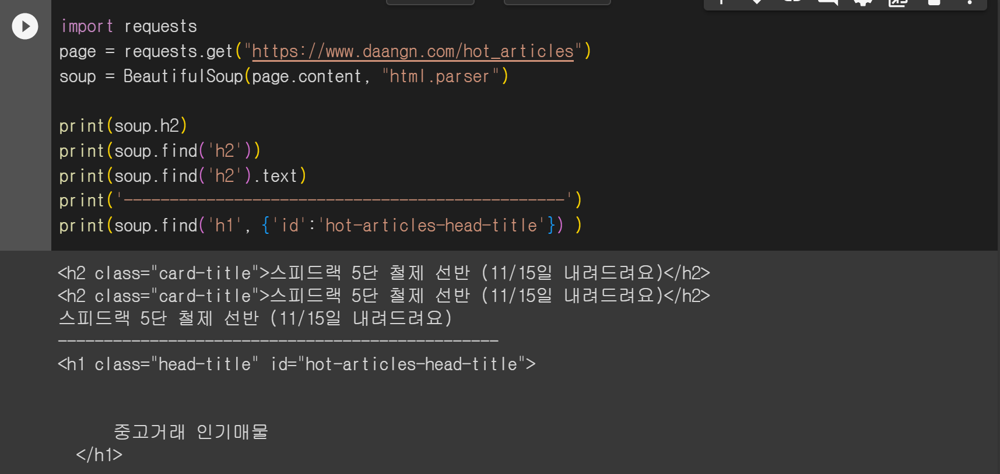 import requests
page = requests.get("https://www.daangn.com/hot_articles")
soup = BeautifulSoup(page.content, "html.parser")
print(soup.h2)
print(soup.find('h2'))
print(soup.find('h2').text)
print('------------------------------------------------')
print(soup.find('h1', {'id':'hot-articles-head-title'}) )
<h2 class="card-title">스피드랙 5단 철제 선반 (11/15일 내려드려요)</h2>
<h2 class="card-title">스피드랙 5단 철제 선반 (11/15일 내려드려요)</h2>
스피드랙 5단 철제 선반 (11/15일 내려드려요)
------------------------------------------------
<h1 class="head-title" id="hot-articles-head-title">
중고거래 인기매물
</h1>